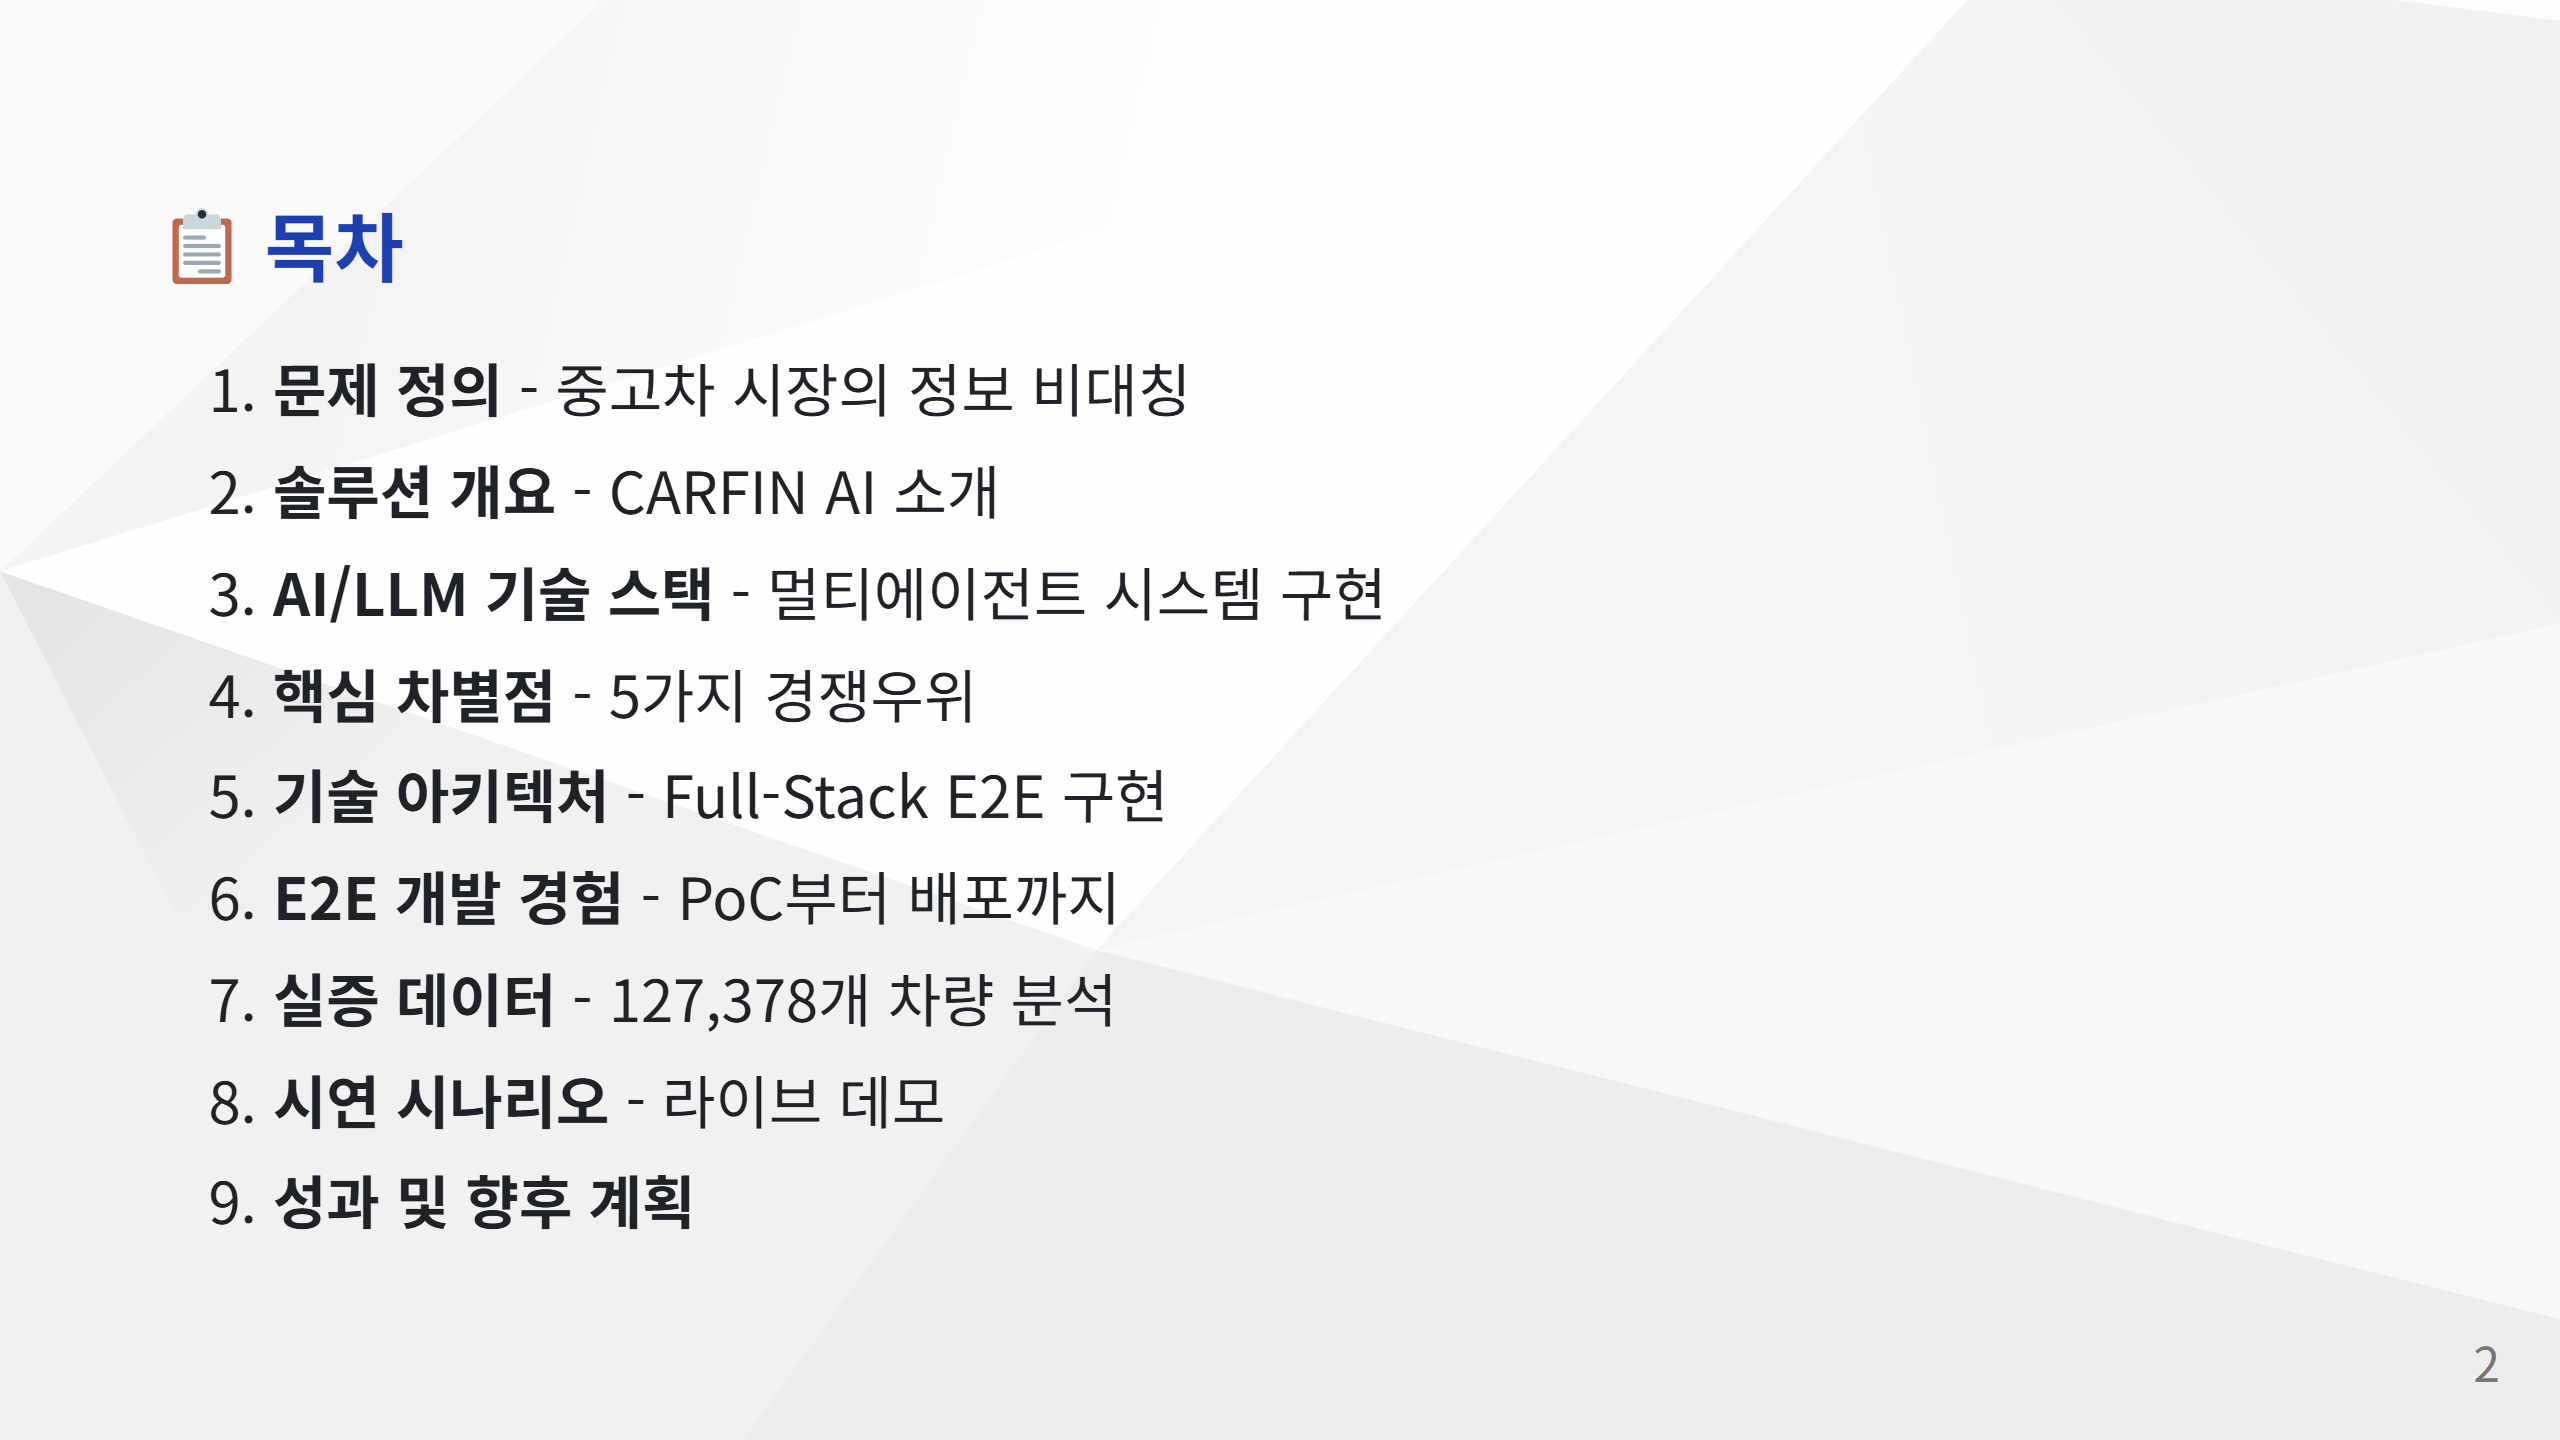 목차
1. 문제 정의 - 중고차 시장의 정보 비대칭
2. 솔루션 개요 - CARFIN AI 소개
3. AI/LLM 기술 스택 - 멀티에이전트 시스템 구현
4. 핵심 차별점 - 5가지 경쟁우위
5. 기술 아키텍처 - Full-Stack E2E 구현
6. E2E 개발 경험 - PoC부터 배포까지
7. 실증 데이터 - 127,378개 차량 분석
8. 시연 시나리오 - 라이브 데모
9. 성과 및 향후 계획
2